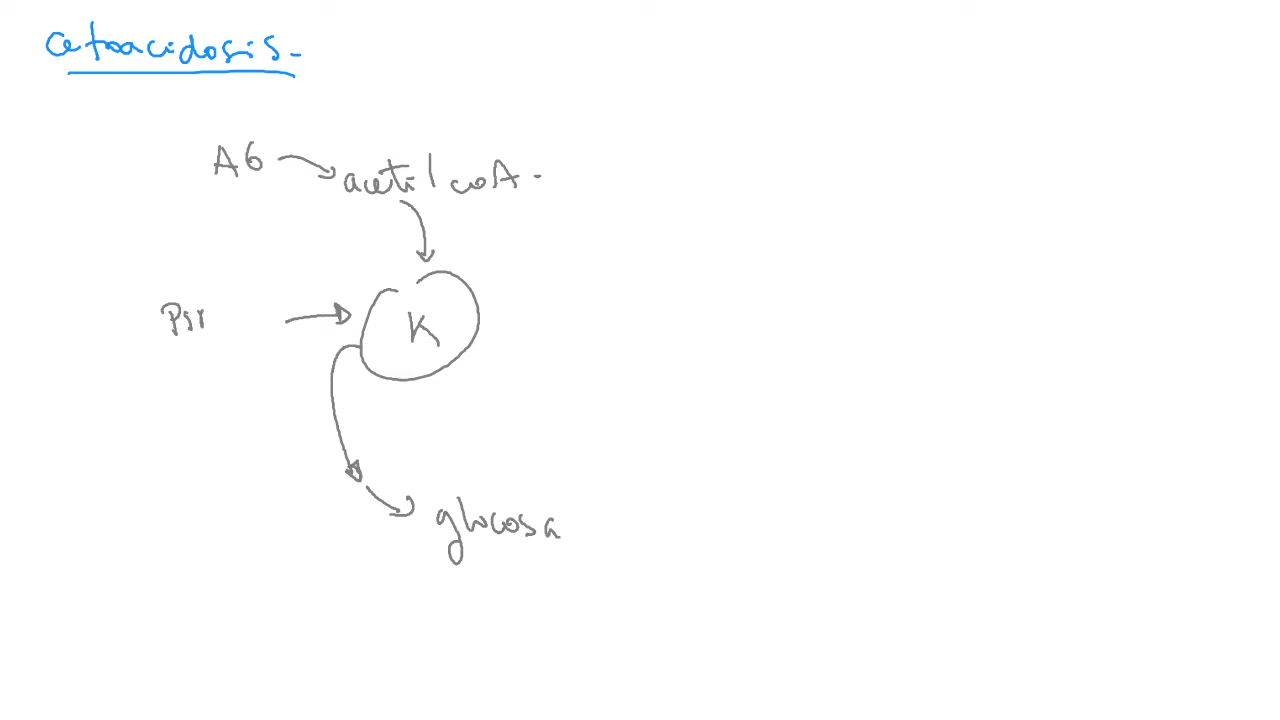 Cetoacidosis.
AG → acetil coA.
Pir
K
glucosa